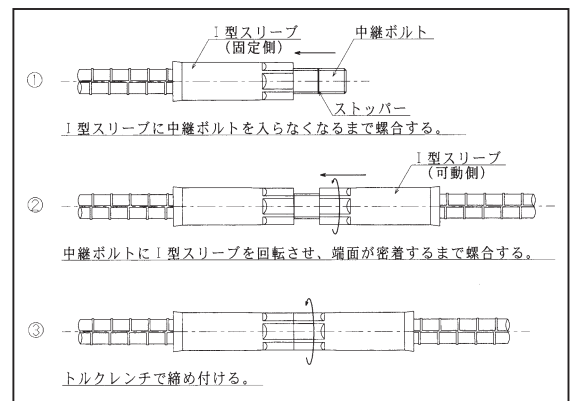 Ｉ型スリーブ
（固定側）
中継ボルト
①
ストッパー
Ｉ型スリーブに中継ボルトを入らなくなるまで螺合する。
Ｉ型スリーブ
（可動側）
②
中継ボルトにＩ型スリーブを回転させ、端面が密着するまで螺合する。
③
トルクレンチで締め付ける。